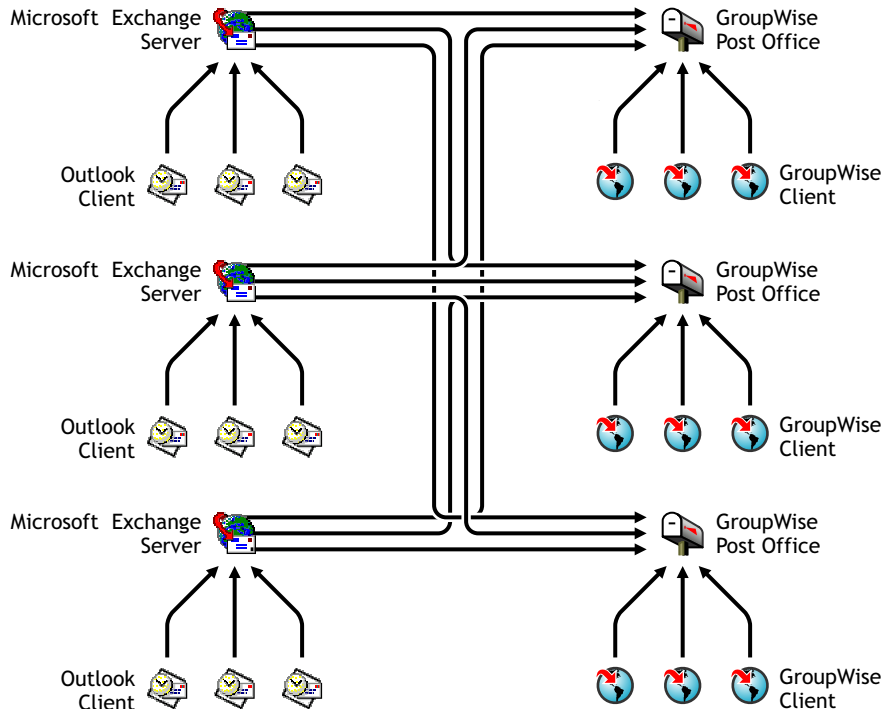 Microsoft Exchange
Server
GroupWise
Post Office
Outlook
Client
GroupWise
Client
Microsoft Exchange
Server
GroupWise
Post Office
Outlook
Client
GroupWise
Client
Microsoft Exchange
Server
GroupWise
Post Office
Outlook
Client
GroupWise
Client